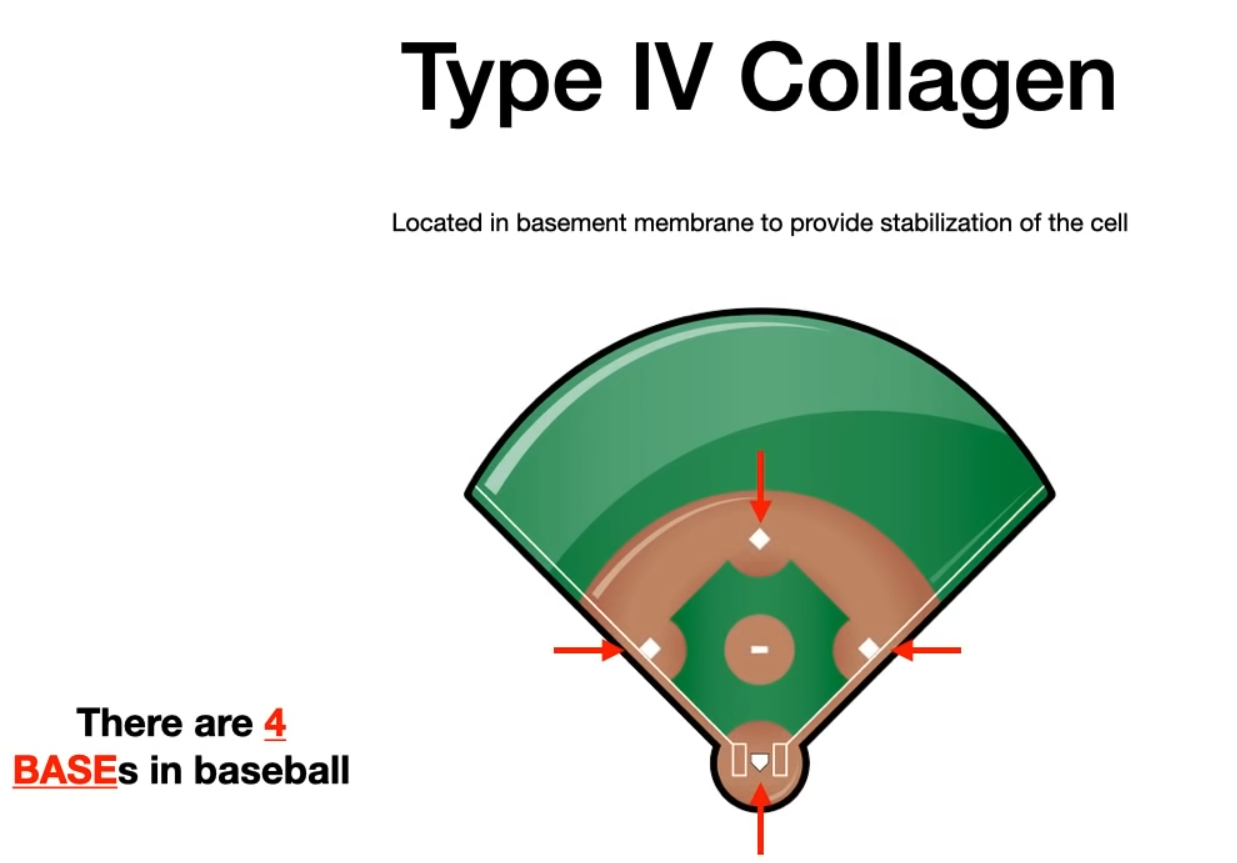 Type IV Collagen
Located in basement membrane to provide stabilization of the cell
There are 4
BASEs in baseball